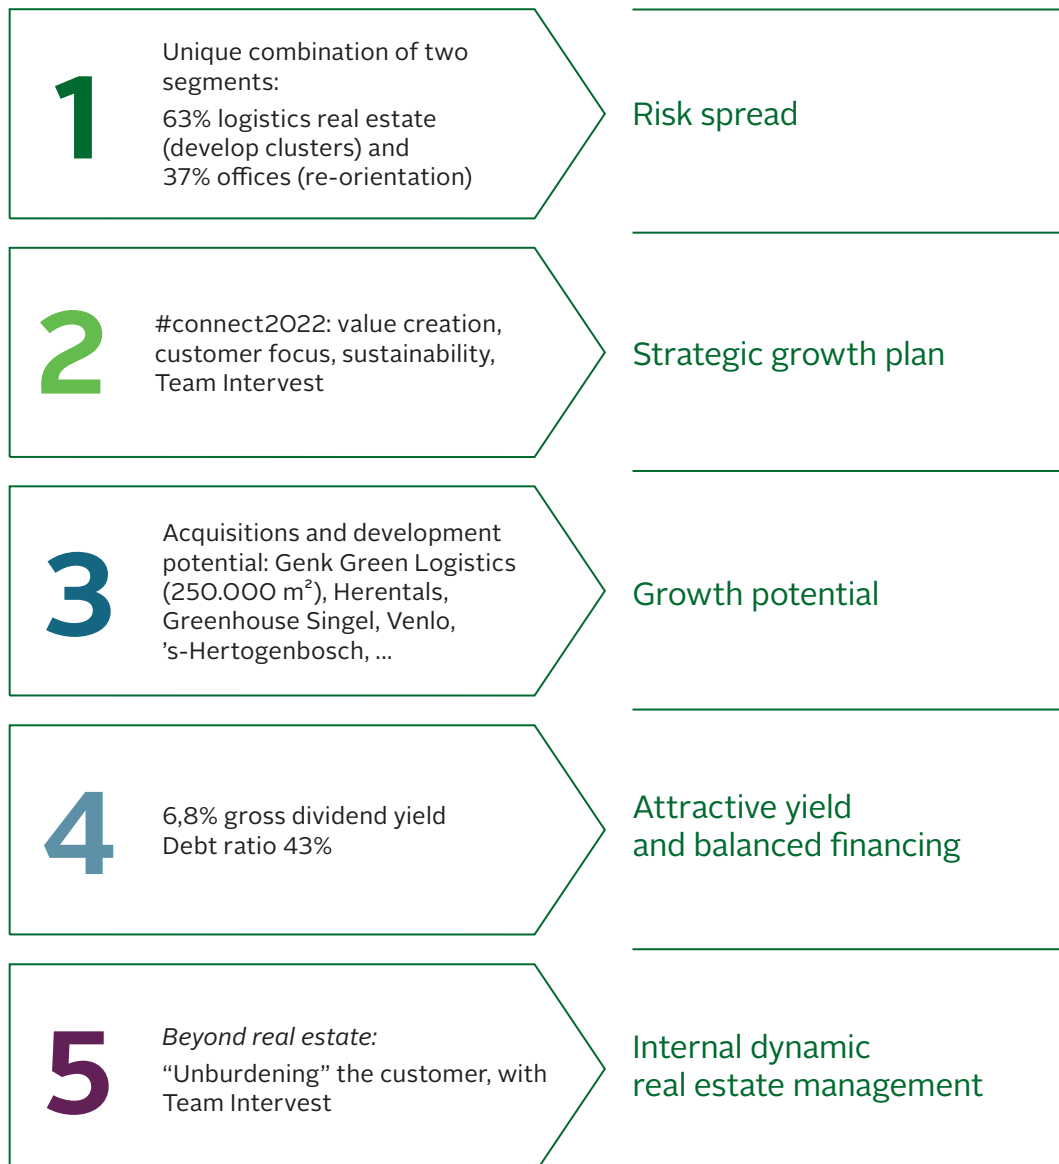 1
Unique combination of two
segments:
63% logistics real estate
(develop clusters) and
37% offices (re-orientation)
Risk spread
2
#connect2022: value creation,
customer focus, sustainability,
Team Intervest
Strategic growth plan
3
Acquisitions and development
potential: Genk Green Logistics
(250.000 m²), Herentals,
Greenhouse Singel, Venlo,
’s-Hertogenbosch, ...
Growth potential
4
6,8% gross dividend yield
Debt ratio 43%
Attractive yield
and balanced financing
5
Beyond real estate:
“Unburdening” the customer, with
Team Intervest
Internal dynamic
real estate management